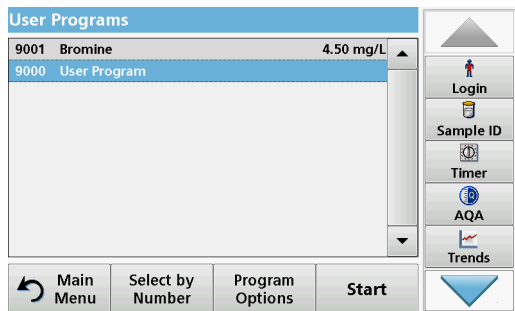 User Programs
9001 Bromine 4.50 mg/L
9000 User Program
Login
Sample ID
Timer
AQA
Trends
Main Menu
Select by Number
Program Options
Start